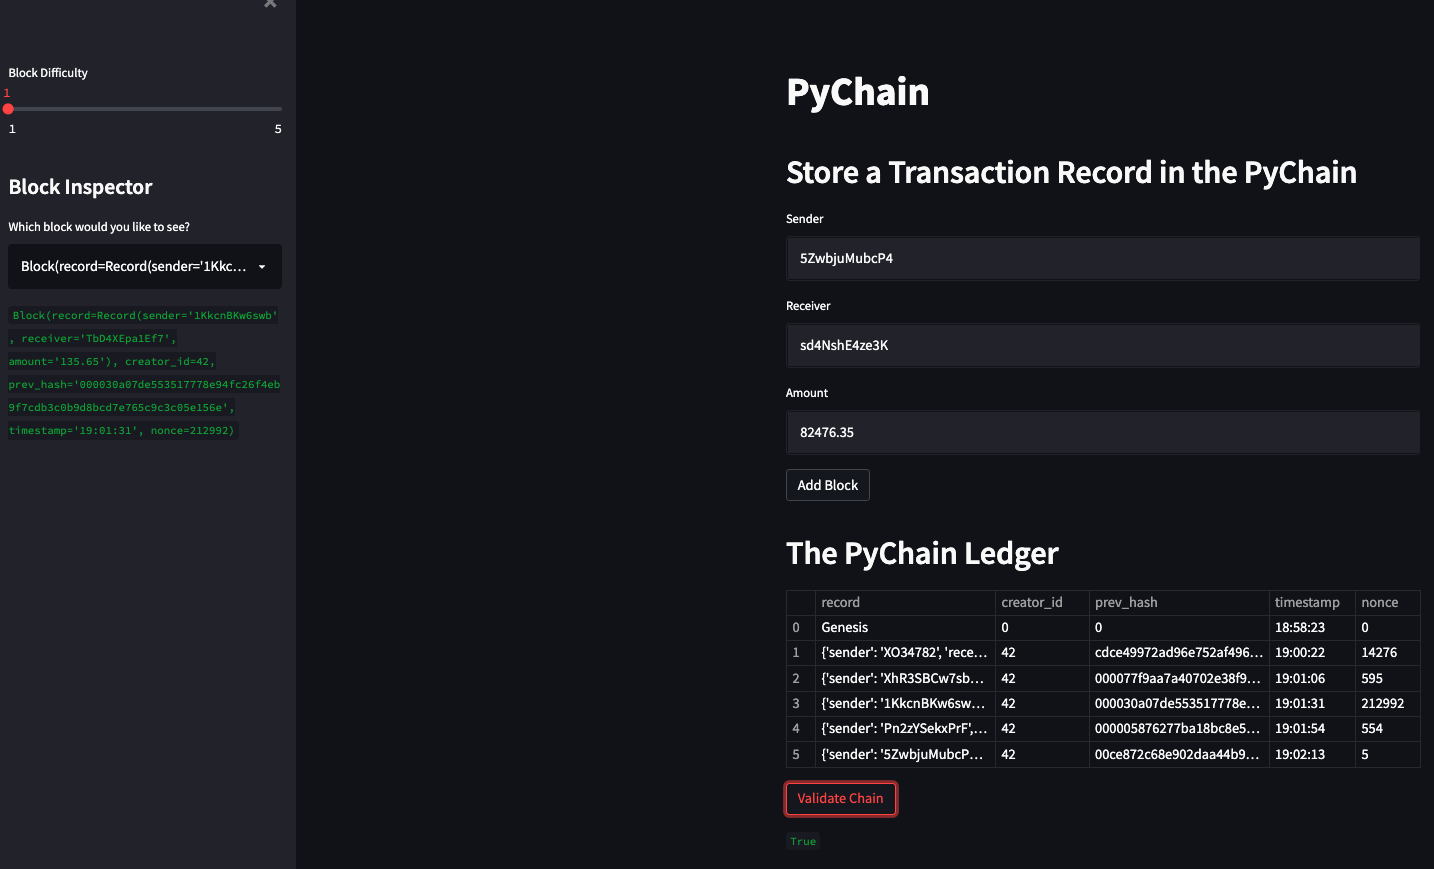 Block Difficulty
1
1 5
Block Inspector
Which block would you like to see?
Block(record=Record(sender='1Kkc...
Block(record=Record(sender='1KkcnBKw6swb'
, receiver='TbD4XEpa1Ef7',
amount='135.65'), creator_id=42,
prev_hash='000030a07de553517778e94fc26f4eb
9f7cdb3c0b9d8bcd7e765c9c3c05e156e',
timestamp='19:01:31', nonce=212992)
PyChain
Store a Transaction Record in the PyChain
Sender
5ZwbjuMubcP4
Receiver
sd4NshE4ze3K
Amount
82476.35
Add Block
The PyChain Ledger
record creator_id prev_hash timestamp nonce
0 Genesis 0 0 18:58:23 0
1 {'sender': 'XO34782', 'rece... 42 cdce49972ad96e752af496... 19:00:22 14276
2 {'sender': 'XhR3SBCw7sb... 42 000077f9aa7a40702e38f9... 19:01:06 595
3 {'sender': '1KkcnBKw6sw... 42 000030a07de553517778e... 19:01:31 212992
4 {'sender': 'Pn2zYSekxPrF',... 42 000005876277ba18bc8e5... 19:01:54 554
5 {'sender': '5ZwbjuMubcP... 42 00ce872c68e902daa44b9... 19:02:13 5
Validate Chain
True